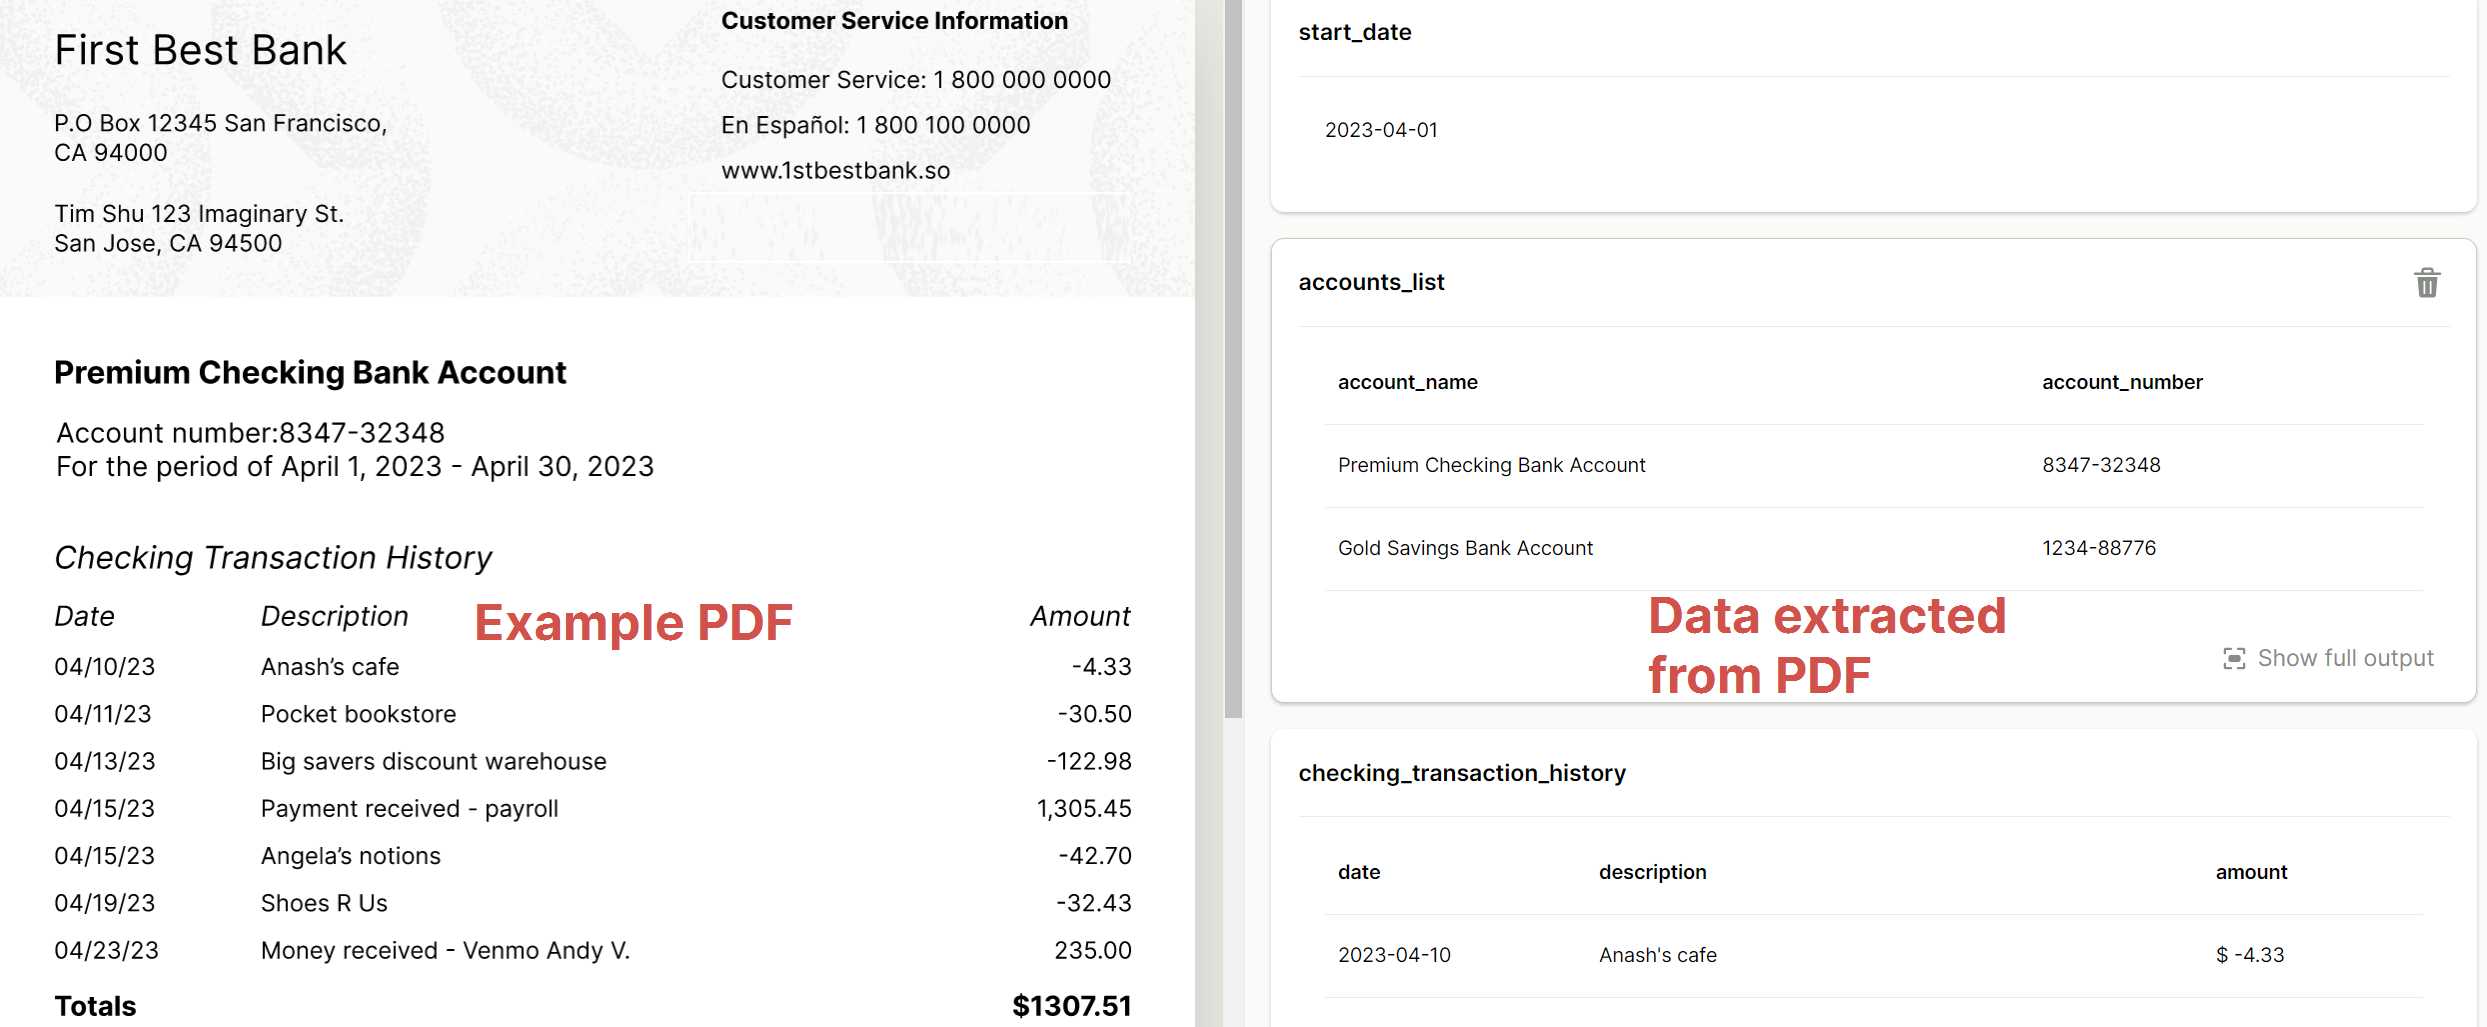 First Best Bank
P.O Box 12345 San Francisco,
CA 94000
Tim Shu 123 Imaginary St.
San Jose, CA 94500
Customer Service Information
Customer Service: 1 800 000 0000
En Español: 1 800 100 0000
www.1stbestbank.so
Premium Checking Bank Account
Account number:8347-32348
For the period of April 1, 2023 - April 30, 2023
Checking Transaction History
Date Description Amount
Example PDF
04/10/23 Anash’s cafe -4.33
04/11/23 Pocket bookstore -30.50
04/13/23 Big savers discount warehouse -122.98
04/15/23 Payment received - payroll 1,305.45
04/15/23 Angela’s notions -42.70
04/19/23 Shoes R Us -32.43
04/23/23 Money received - Venmo Andy V. 235.00
Totals $1307.51
start_date
2023-04-01
accounts_list
account_name account_number
Premium Checking Bank Account 8347-32348
Gold Savings Bank Account 1234-88776
Data extracted
from PDF
Show full output
checking_transaction_history
date description amount
2023-04-10 Anash's cafe $ -4.33